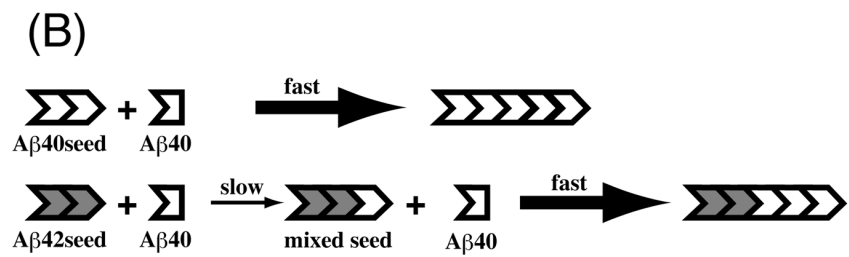 (B)
fast
+
Aβ40seed Aβ40
slow fast
+ +
Aβ42seed Aβ40 mixed seed Aβ40